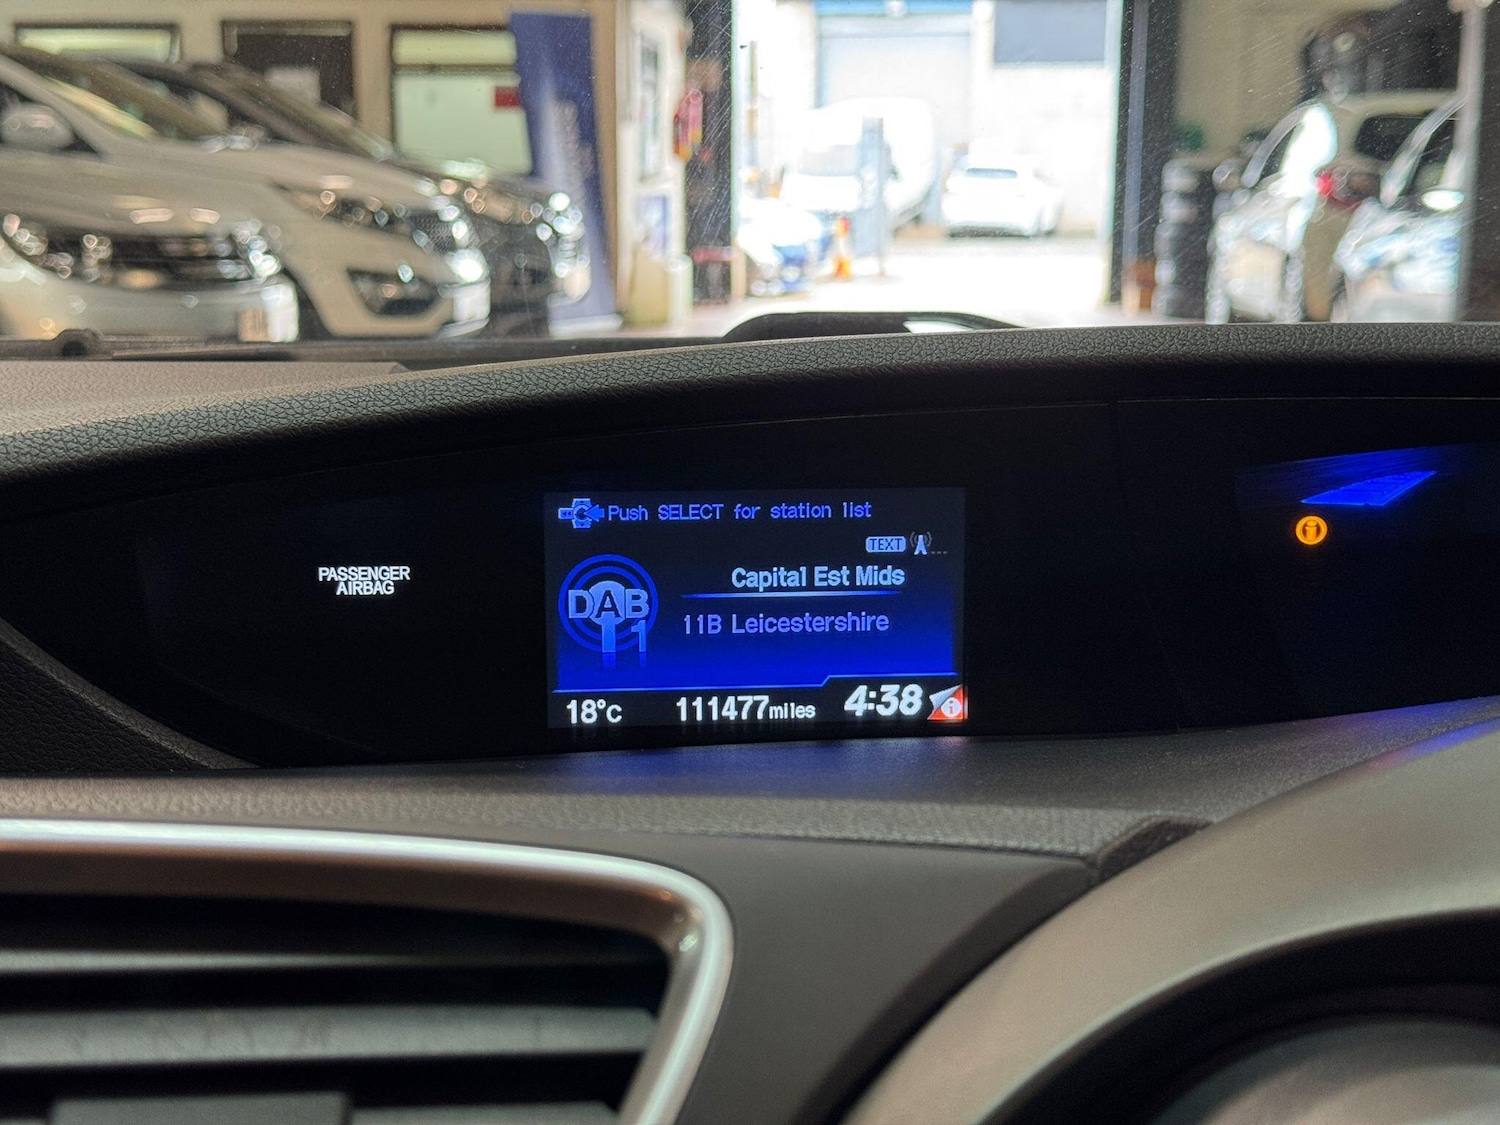 Push SELECT for station list
TEXT
Capital Est Mids
DAB
1
11B Leicestershire
PASSENGER
AIRBAG
18°c
111477miles
4:38